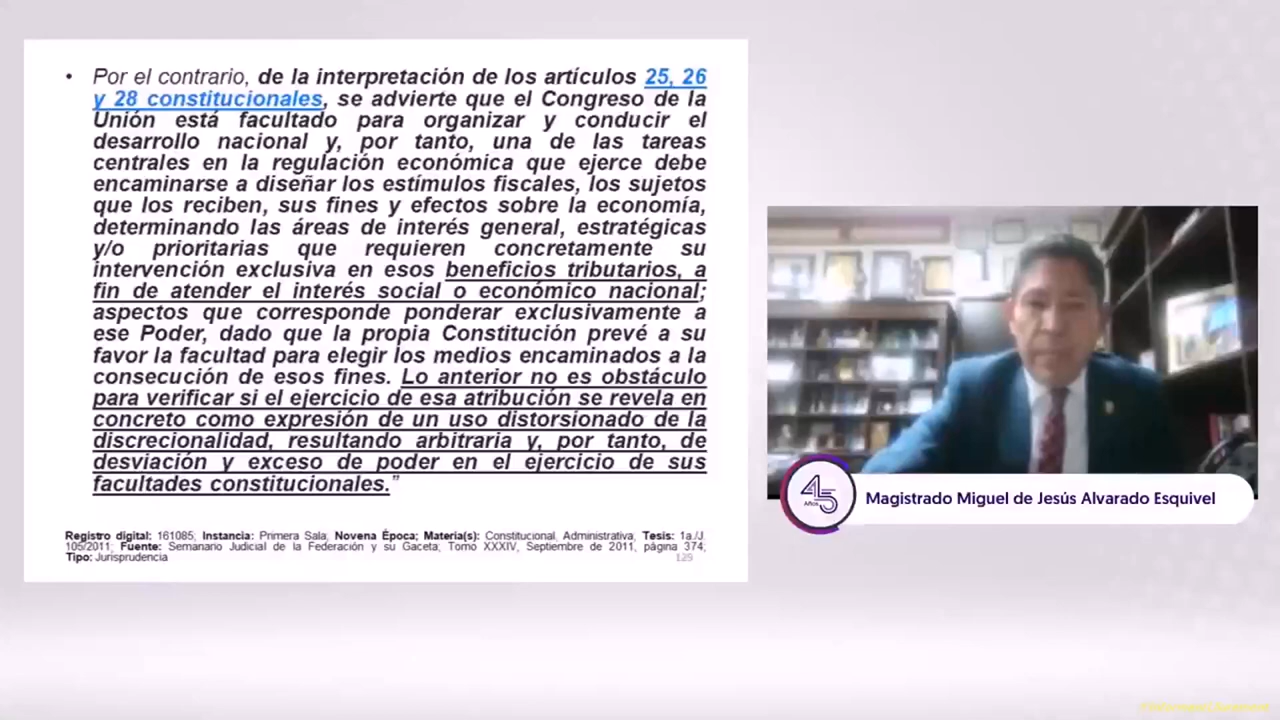 • Por el contrario, de la interpretación de los artículos 25, 26
y 28 constitucionales, se advierte que el Congreso de la
Unión está facultado para organizar y conducir el
desarrollo nacional y, por tanto, una de las tareas
centrales en la regulación económica que ejerce debe
encaminarse a diseñar los estímulos fiscales, los sujetos
que los reciben, sus fines y efectos sobre la economía,
determinando las áreas de interés general, estratégicas
y/o prioritarias que requieren concretamente su
intervención exclusiva en esos beneficios tributarios, a
fin de atender el interés social o económico nacional;
aspectos que corresponde ponderar exclusivamente a
ese Poder, dado que la propia Constitución prevé a su
favor la facultad para elegir los medios encaminados a la
consecución de esos fines. Lo anterior no es obstáculo
para verificar si el ejercicio de esa atribución se revela en
concreto como expresión de un uso distorsionado de la
discrecionalidad, resultando arbitraria y, por tanto, de
desviación y exceso de poder en el ejercicio de sus
facultades constitucionales."
Registro digital: 161085, Instancia: Primera Sala, Novena Época; Materia(s): Constitucional, Administrativa, Tesis: 1a./J.
105/2011; Fuente: Semanario Judicial de la Federación y su Gaceta; Tomo XXXIV, Septiembre de 2011, página 374;
Tipo: Jurisprudencia
129
45
Años
Magistrado Miguel de Jesús Alvarado Esquivel